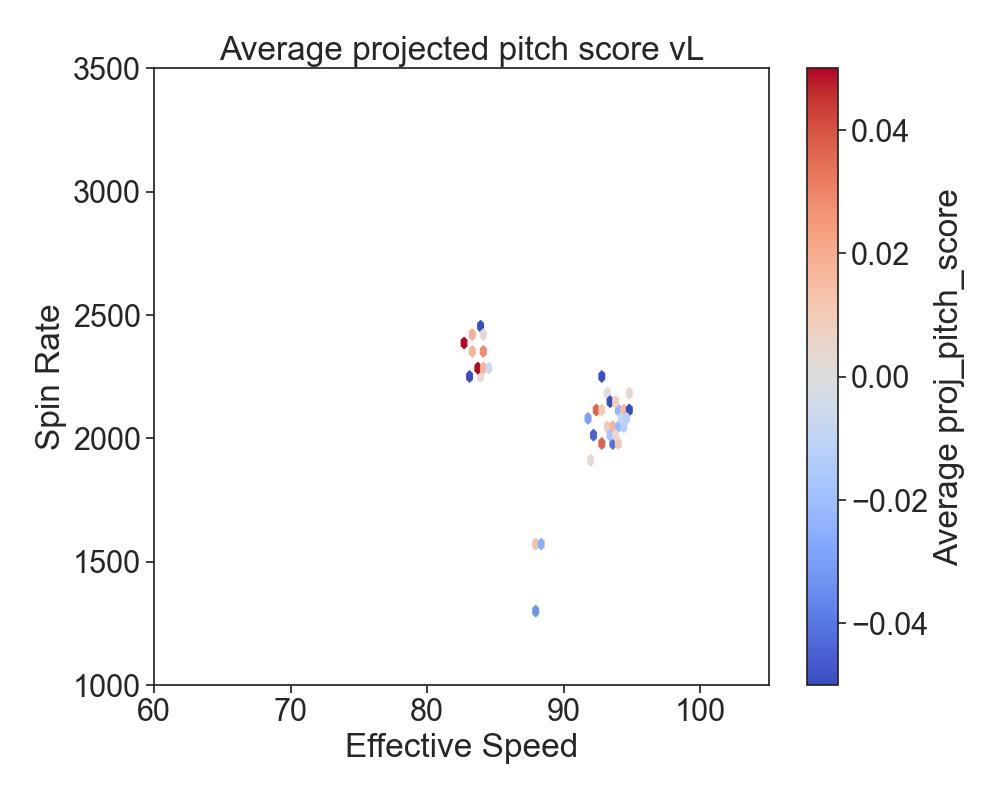 Average projected pitch score vL
3500
3000
2500
2000
1500
1000
Spin Rate
60 70 80 90 100
Effective Speed
0.04
0.02
0.00
−0.02
−0.04
Average proj_pitch_score